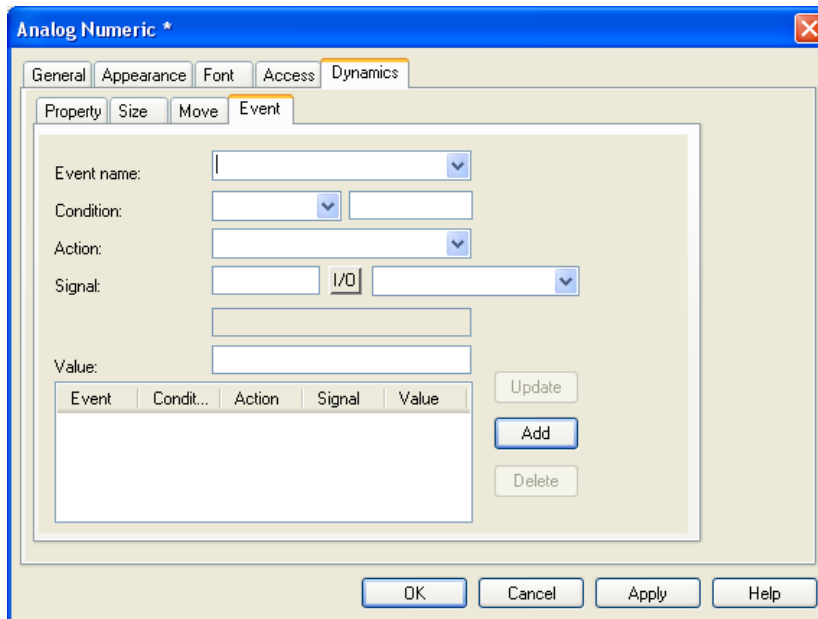 Analog Numeric *
General Appearance Font Access Dynamics
Property Size Move Event
Event name:
Condition:
Action:
Signal: I/O
Value:
Event Condit... Action Signal Value
Update
Add
Delete
OK Cancel Apply Help